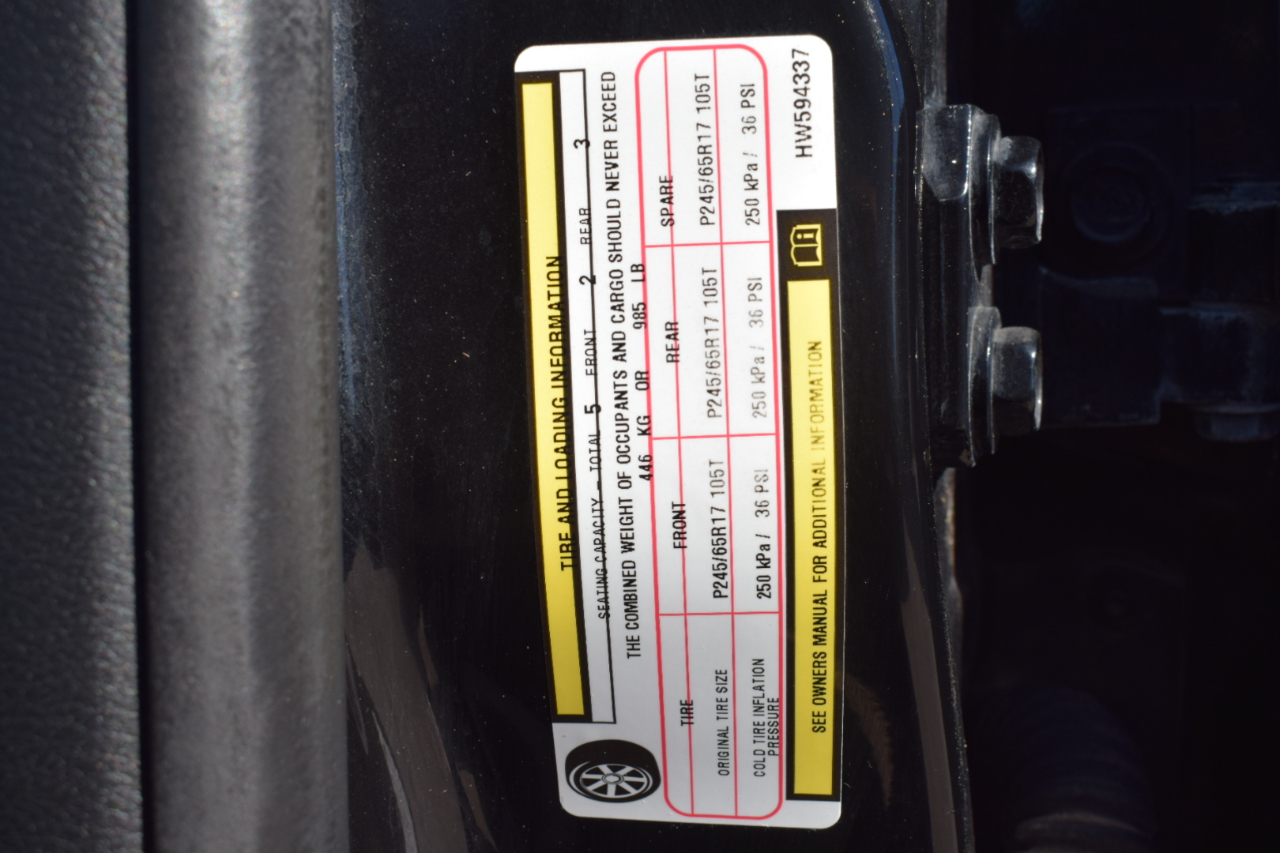 TIRE AND LOADING INFORMATION
SEATING CAPACITY - TOTAL 5 FRONT 2 REAR 3
THE COMBINED WEIGHT OF OCCUPANTS AND CARGO SHOULD NEVER EXCEED
446 KG OR 985 LB
TIRE FRONT REAR SPARE
ORIGINAL TIRE SIZE P245/65R17 105T P245/65R17 105T P245/65R17 105T
COLD TIRE INFLATION PRESSURE 250 kPa / 36 PSI 250 kPa / 36 PSI 250 kPa / 36 PSI
SEE OWNERS MANUAL FOR ADDITIONAL INFORMATION
HW594337